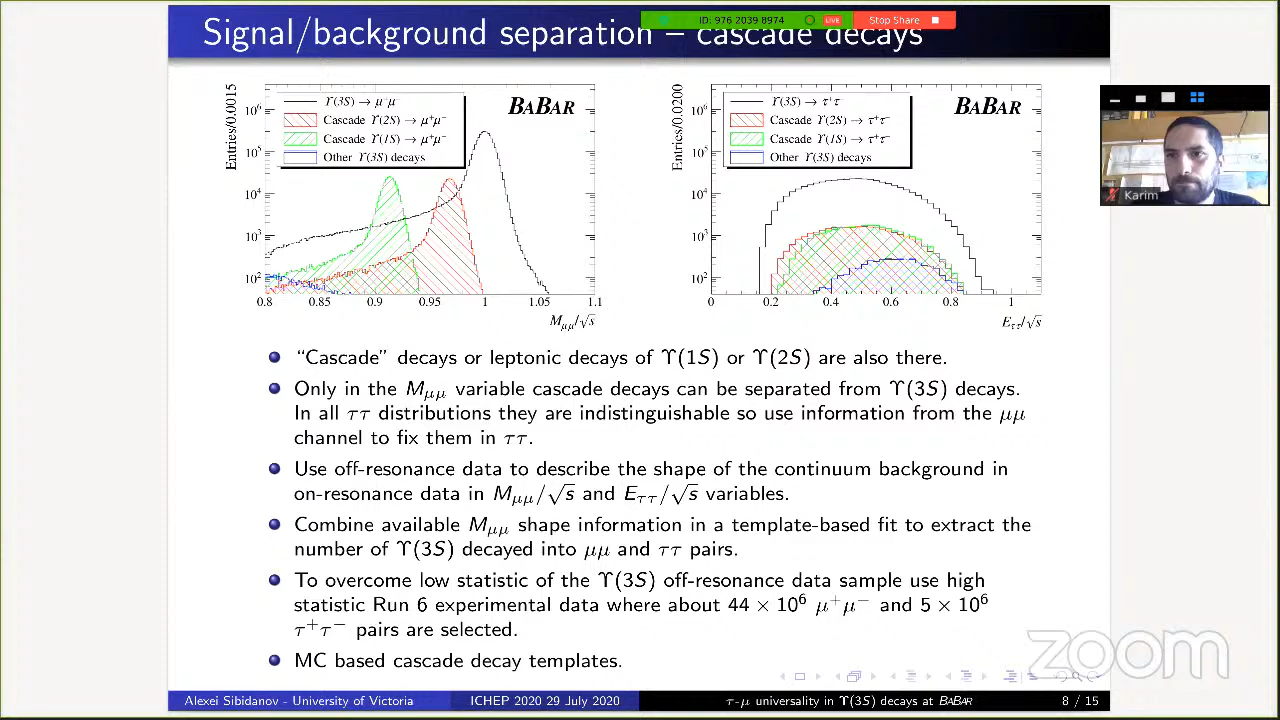 ID: 976 2039 8974 LIVE Stop Share
Signal/background separation – cascade decays
Entries/0.0015
10⁶
10⁵
10⁴
10³
10²
BABAR
ϒ(3S) → μ⁻μ⁻
Cascade ϒ(2S) → μ⁺μ⁻
Cascade ϒ(1S) → μ⁺μ⁻
Other ϒ(3S) decays
0.8 0.85 0.9 0.95 1 1.05 1.1
Mμμ/√s
Entries/0.0200
10⁶
10⁵
10⁴
10³
10²
BABAR
ϒ(3S) → τ⁺τ⁻
Cascade ϒ(2S) → τ⁺τ⁻
Cascade ϒ(1S) → τ⁺τ⁻
Other ϒ(3S) decays
0 0.2 0.4 0.6 0.8 1
Eττ/√s
Karim
"Cascade" decays or leptonic decays of ϒ(1S) or ϒ(2S) are also there.
Only in the Mμμ variable cascade decays can be separated from ϒ(3S) decays.
In all ττ distributions they are indistinguishable so use information from the μμ
channel to fix them in ττ.
Use off-resonance data to describe the shape of the continuum background in
on-resonance data in Mμμ/√s and Eττ/√s variables.
Combine available Mμμ shape information in a template-based fit to extract the
number of ϒ(3S) decayed into μμ and ττ pairs.
To overcome low statistic of the ϒ(3S) off-resonance data sample use high
statistic Run 6 experimental data where about 44 × 10⁶ μ⁺μ⁻ and 5 × 10⁶
τ⁺τ⁻ pairs are selected.
MC based cascade decay templates.
zoom
Alexei Sibidanov - University of Victoria ICHEP 2020 29 July 2020 τ-μ universality in ϒ(3S) decays at BABAR 8 / 15